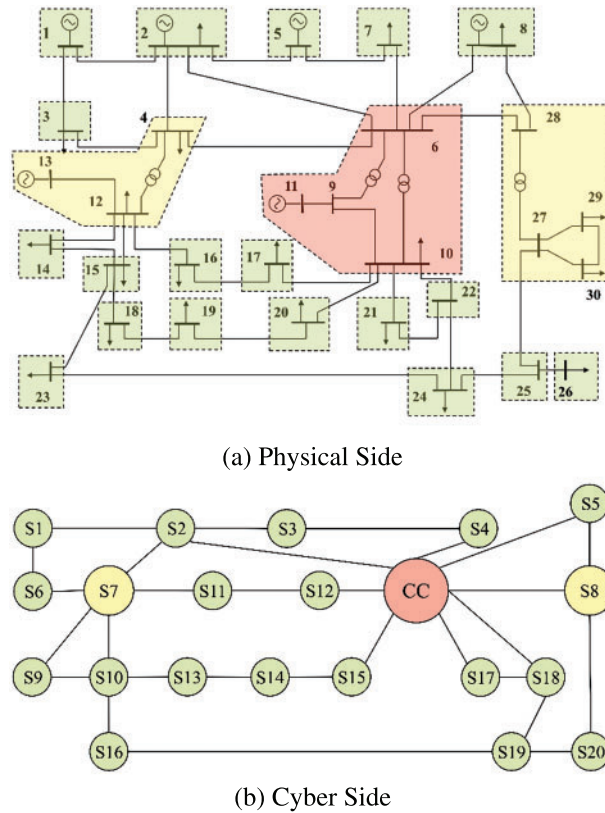 1 2 5 7 8
3 4 6 28
13 11 9 29
12 27
14 15 16 17 10 30
18 19 20 21 22
23 24 25 26
(a) Physical Side
S5
S1 S2 S3 S4
S6 S7 S11 S12 CC S8
S9 S10 S13 S14 S15 S17 S18
S16 S19 S20
(b) Cyber Side